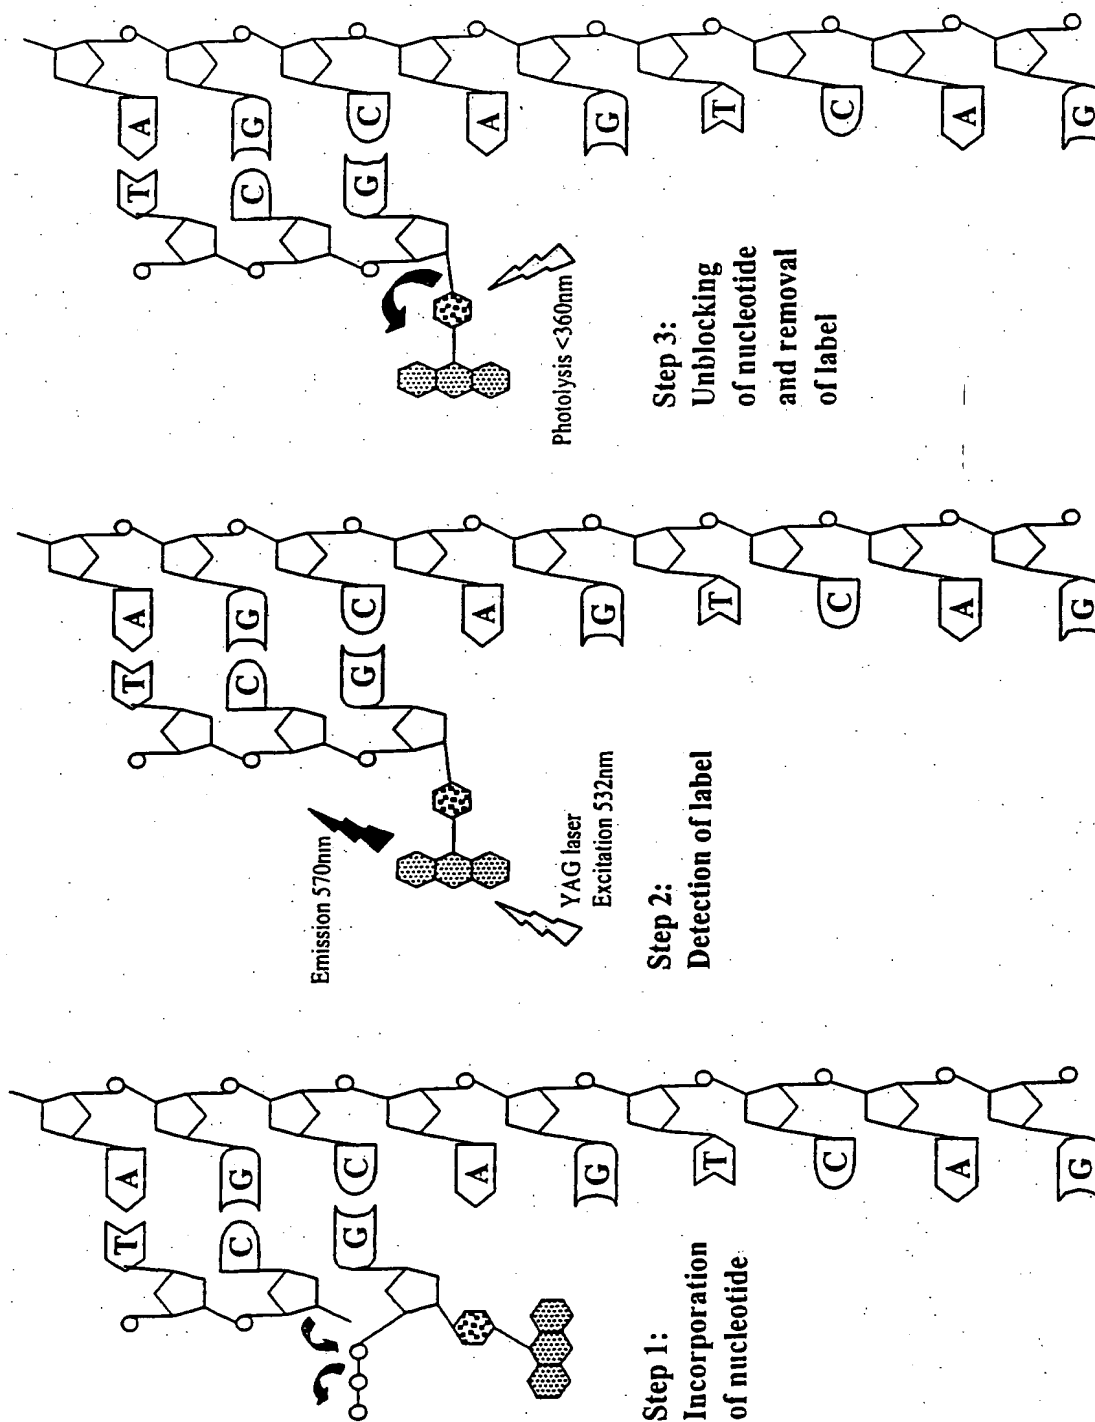 T A
C G
G C
A
G
T
C
A
G
Step 1:
Incorporation
of nucleotide
T A
C G
G C
A
G
T
C
A
G
Emission 570nm
YAG laser
Excitation 532nm
Step 2:
Detection of label
T A
C G
G C
A
G
T
C
A
G
Photolysis <360nm
Step 3:
Unblocking
of nucleotide
and removal
of label